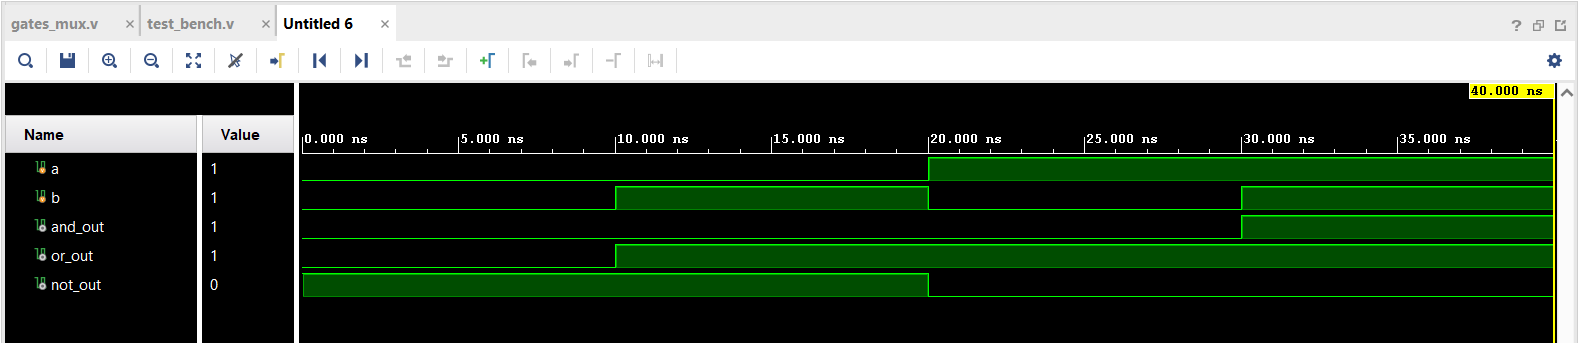 gates_mux.v × test_bench.v × Untitled 6 ×
40.000 ns
Name Value
0.000 ns 5.000 ns 10.000 ns 15.000 ns 20.000 ns 25.000 ns 30.000 ns 35.000 ns
a 1
b 1
and_out 1
or_out 1
not_out 0